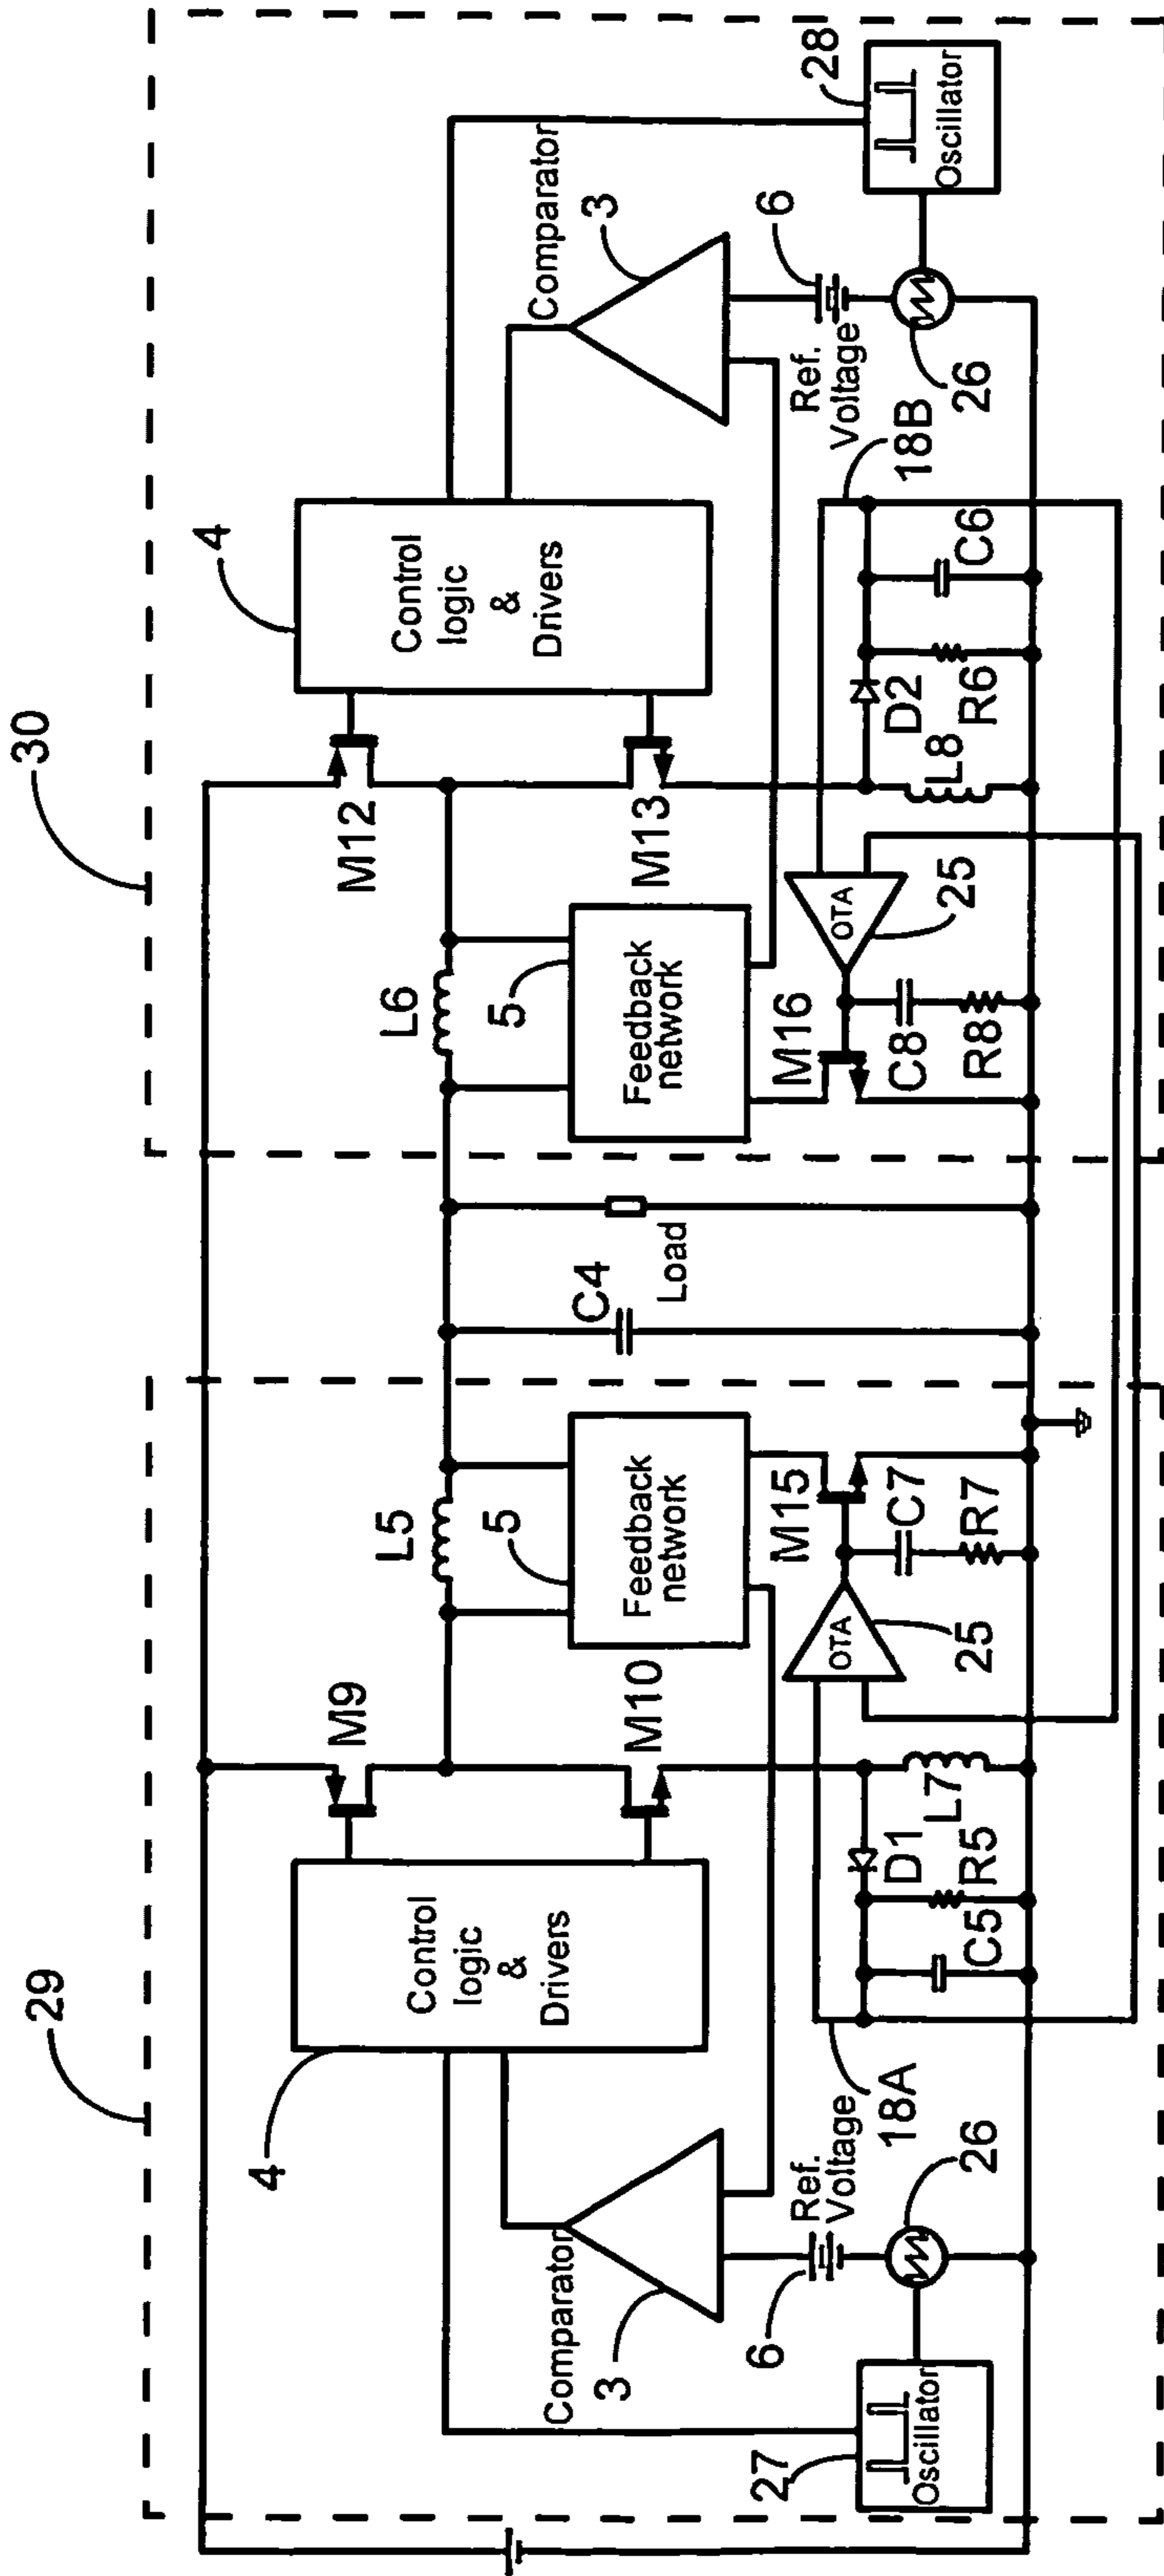 29
30
4
Control
logic
&
Drivers
M9
L5
5
Feedback
network
M10
Comparator
3
27
Oscillator
6
Ref.
Voltage
26
18A
C5
R5
D1
L7
OTA
25
M15
C7
R7
C4
Load
L6
5
Feedback
network
M12
M13
4
Control
logic
&
Drivers
Comparator
3
28
Oscillator
6
Ref.
Voltage
26
18B
C6
R6
D2
L8
OTA
25
M16
C8
R8